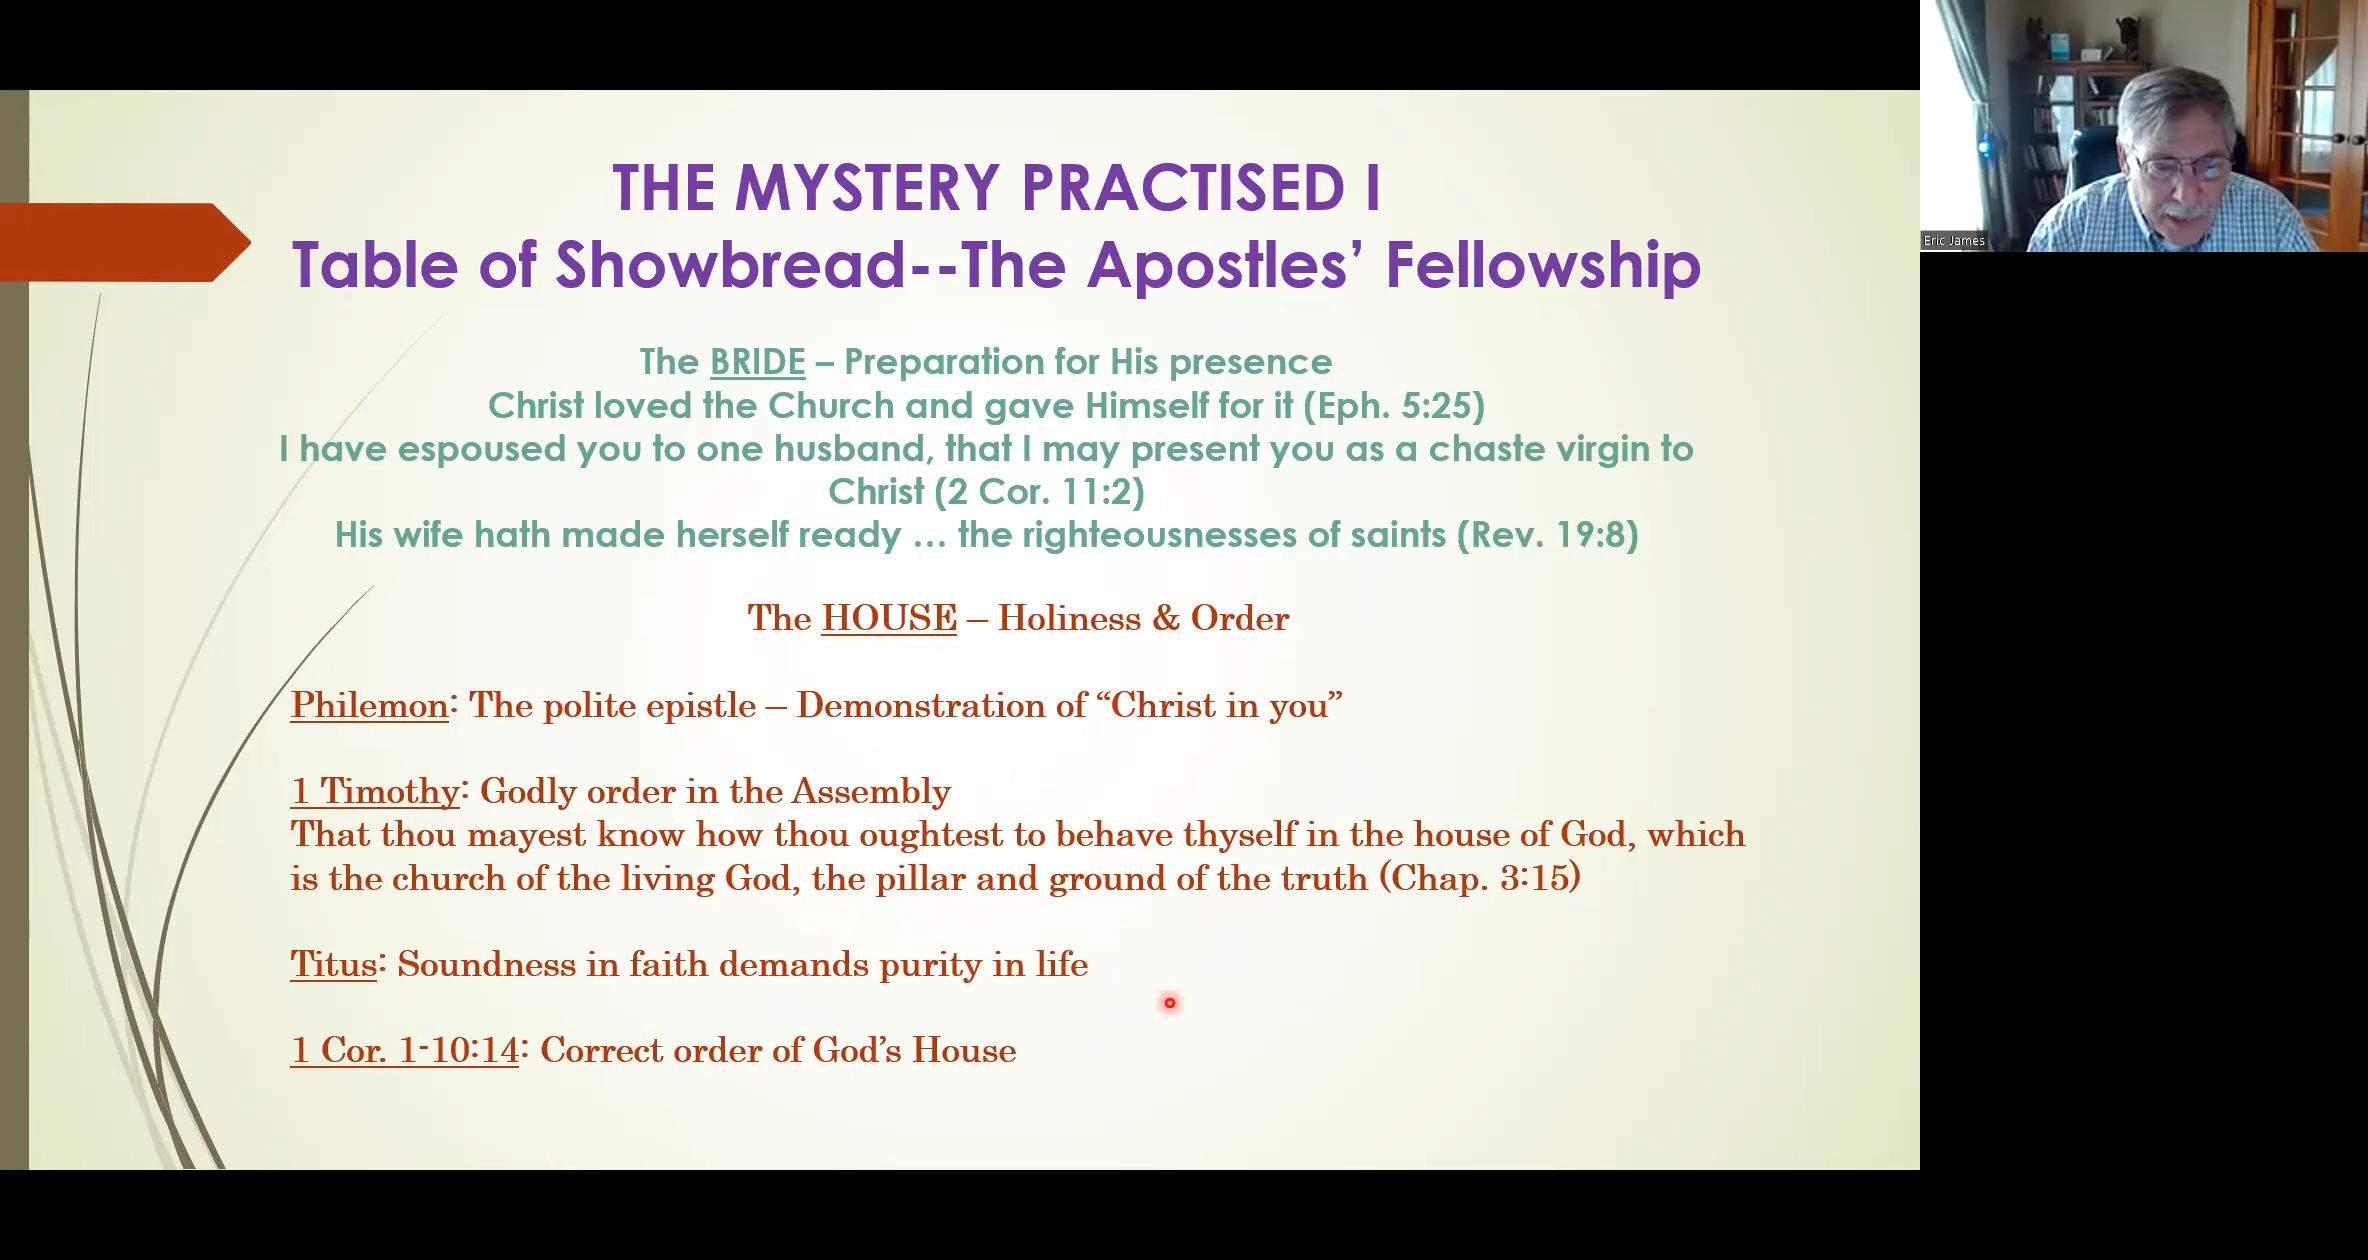 THE MYSTERY PRACTISED I
Table of Showbread--The Apostles’ Fellowship
The BRIDE – Preparation for His presence
Christ loved the Church and gave Himself for it (Eph. 5:25)
I have espoused you to one husband, that I may present you as a chaste virgin to
Christ (2 Cor. 11:2)
His wife hath made herself ready … the righteousnesses of saints (Rev. 19:8)
The HOUSE – Holiness & Order
Philemon: The polite epistle – Demonstration of “Christ in you”
1 Timothy: Godly order in the Assembly
That thou mayest know how thou oughtest to behave thyself in the house of God, which
is the church of the living God, the pillar and ground of the truth (Chap. 3:15)
Titus: Soundness in faith demands purity in life
1 Cor. 1-10:14: Correct order of God’s House
Eric James